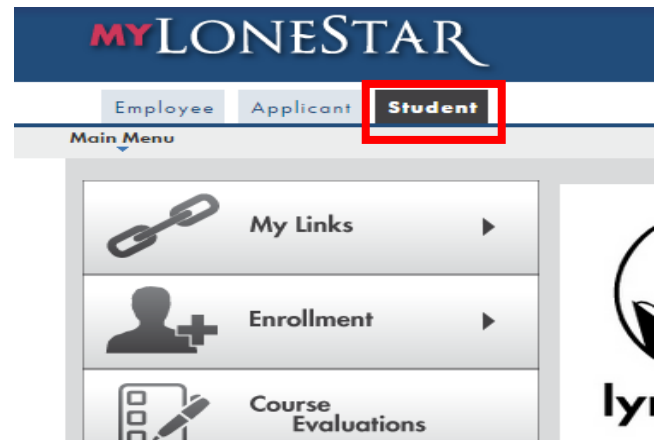 MYLONESTAR
Employee Applicant Student
Main Menu
My Links
Enrollment
Course
Evaluations